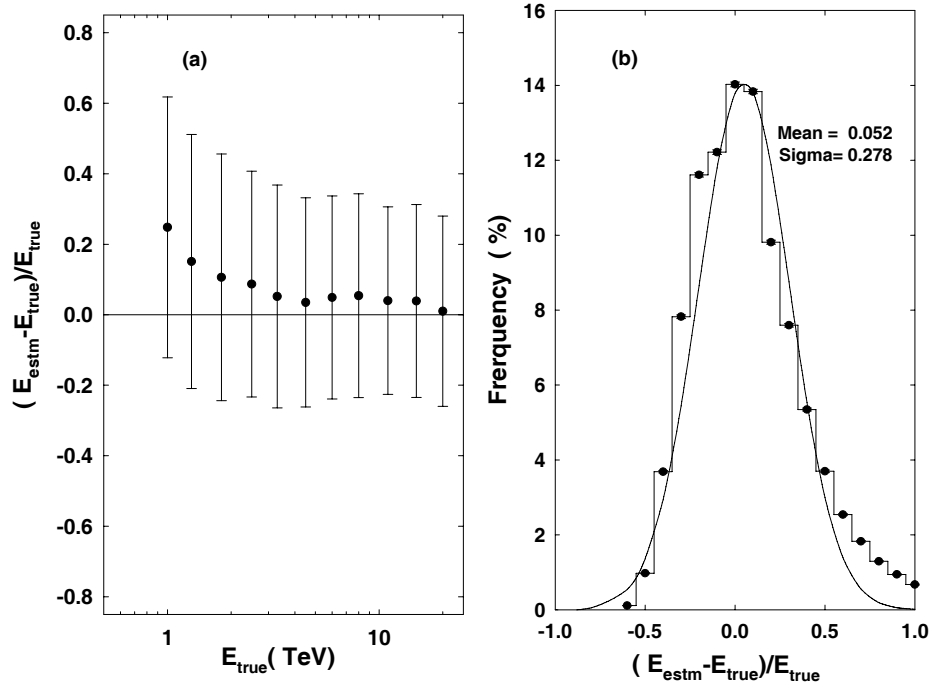 0.8
0.6
0.4
0.2
0.0
-0.2
-0.4
-0.6
-0.8
( E_estm-E_true)/E_true
(a)
1 10
E_true( TeV)
16
14
12
10
8
6
4
2
0
Frerquency ( %)
(b)
Mean = 0.052
Sigma= 0.278
-1.0 -0.5 0.0 0.5 1.0
( E_estm-E_true)/E_true